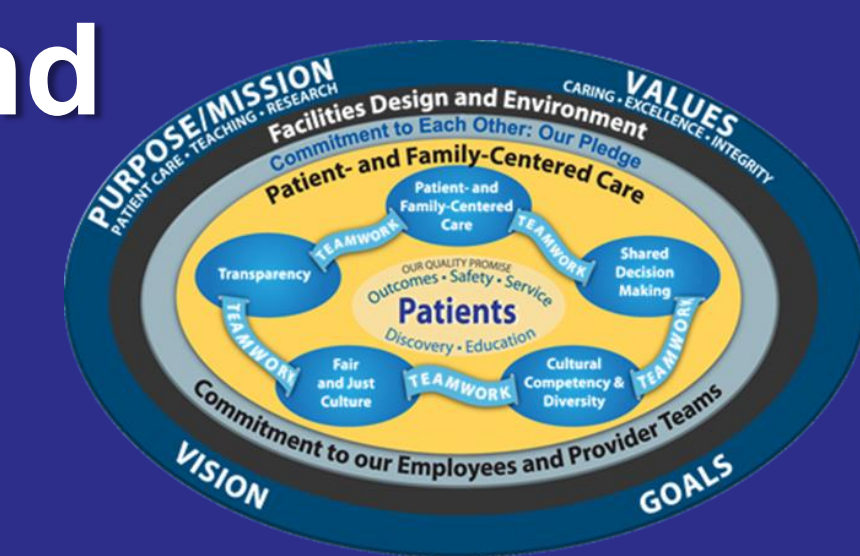 nd
PURPOSE/MISSION
PATIENT CARE • TEACHING • RESEARCH
VALUES
CARING • EXCELLENCE • INTEGRITY
Facilities Design and Environment
Commitment to Each Other: Our Pledge
Patient- and Family-Centered Care
Patient- and
Family-Centered
Care
TEAMWORK
TEAMWORK
Transparency
Shared
Decision
Making
OUR QUALITY PROMISE
Outcomes • Safety • Service
Patients
Discovery • Education
TEAMWORK
TEAMWORK
Fair
and Just
Culture
TEAMWORK
Cultural
Competency &
Diversity
Commitment to our Employees and Provider Teams
VISION
GOALS